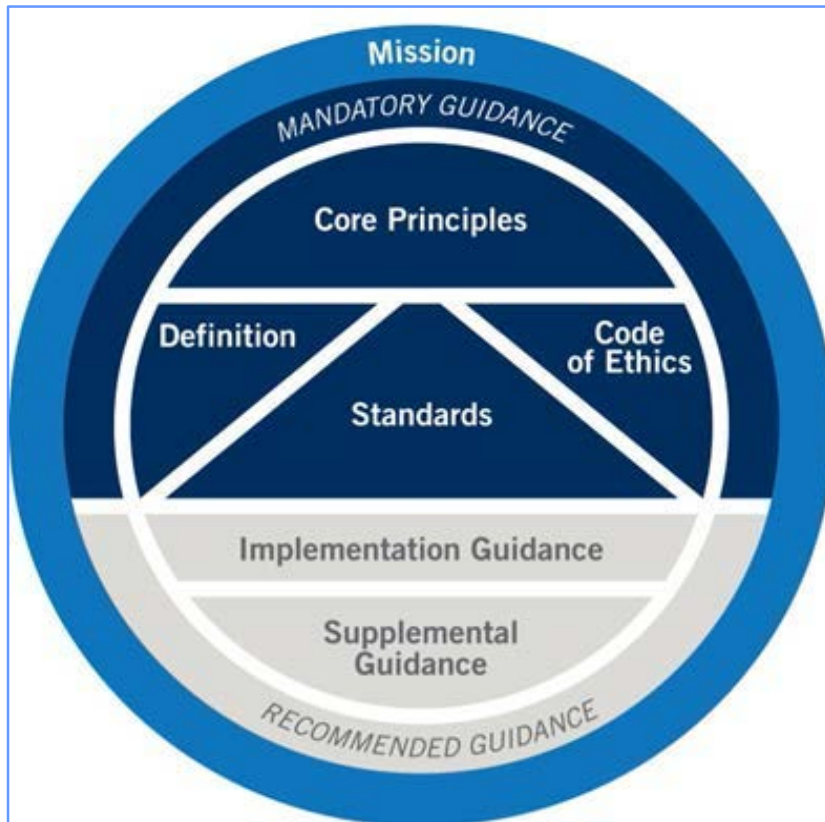 Mission
MANDATORY GUIDANCE
Core Principles
Definition
Code
of Ethics
Standards
Implementation Guidance
Supplemental
Guidance
RECOMMENDED GUIDANCE